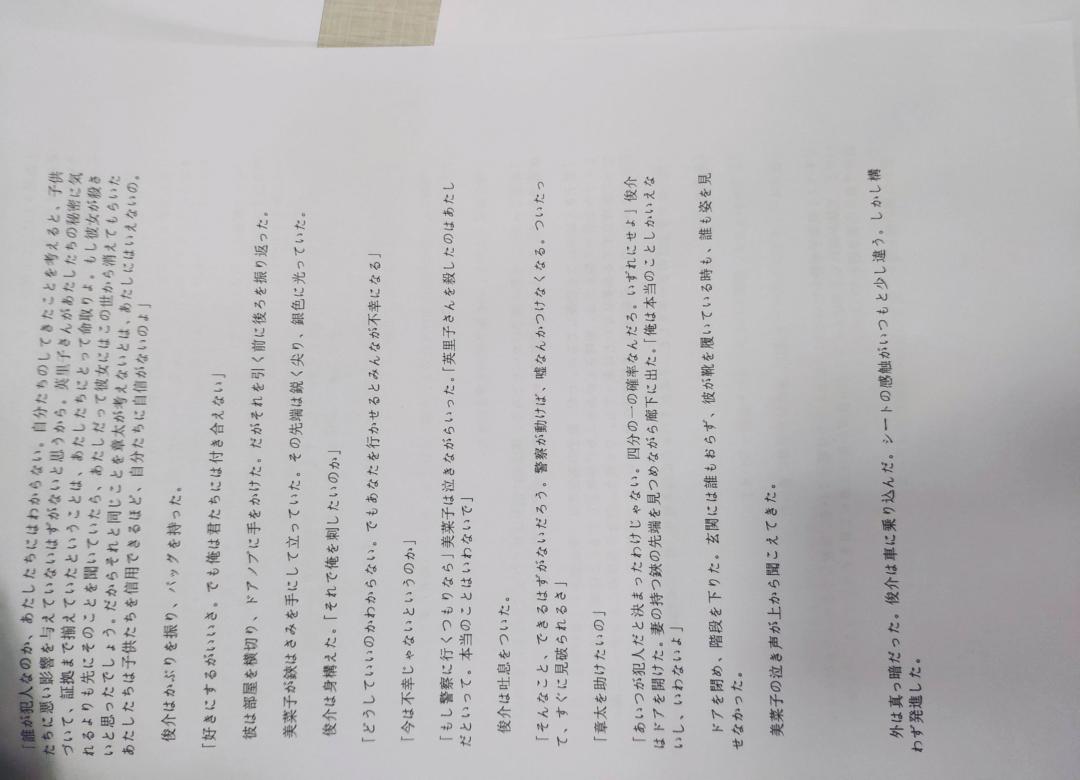 「誰が犯人なのか、あたしたちにはわからない。自分たちのしてきたことを考えると、子供
たちに悪い影響を与えていないはずがないと思うから。英里子さんがあたしたちの秘密に気
づいて、証拠まで揃えていたということは、あたしたちにとって命取りよ。もし彼女が殺さ
れるよりも先にそのことを聞いていたら、あたしだって彼女にはこの世から消えてもらいた
いと思ったでしょう。だからそれと同じことを章太が考えないとは、あたしにはいえないの。
あたしたちは子供たちを信用できるほど、自分たちに自信がないのよ」
俊介はかぶりを振り、バッグを持った。
「好きにするがいいさ。でも俺は君たちには付き合えない」
彼は部屋を横切り、ドアノブに手をかけた。だがそれを引く前に後ろを振り返った。
美菜子が鋏はさみを手にして立っていた。その先端は鋭く尖り、銀色に光っていた。
俊介は身構えた。「それで俺を刺したいのか」
「どうしていいのかわからない。でもあなたを行かせるとみんなが不幸になる」
「今は不幸じゃないというのか」
「もし警察に行くつもりなら」美菜子は泣きながらいった。「英里子さんを殺したのはあたし
だといって。本当のことはいわないで」
俊介は吐息をついた。
「そんなこと、できるはずがないだろう。警察が動けば、嘘なんかつけなくなる。ついたっ
て、すぐに見破られるさ」
「章太を助けたいの」
「あいつが犯人だと決まったわけじゃない。四分の一の確率なんだろ。いずれにせよ」俊介
はドアを開けた。妻の持つ鋏の先端を見つめながら廊下に出た。「俺は本当のことしかいえな
いし、いわないよ」
ドアを閉め、階段を下りた。玄関には誰もおらず、彼が靴を履いている時も、誰も姿を見
せなかった。
美菜子の泣き声が上から聞こえてきた。
外は真っ暗だった。俊介は車に乗り込んだ。シートの感触がいつもと少し違う。しかし構
わず発進した。